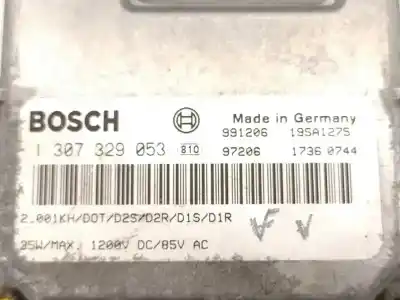 BOSCH
Made in Germany
991206 19SA1275
1 307 329 053 810 97206 1736 0744
2.001KH/DOT/D2S/D2R/D1S/D1R
35W/MAX. 1200V DC/85V AC